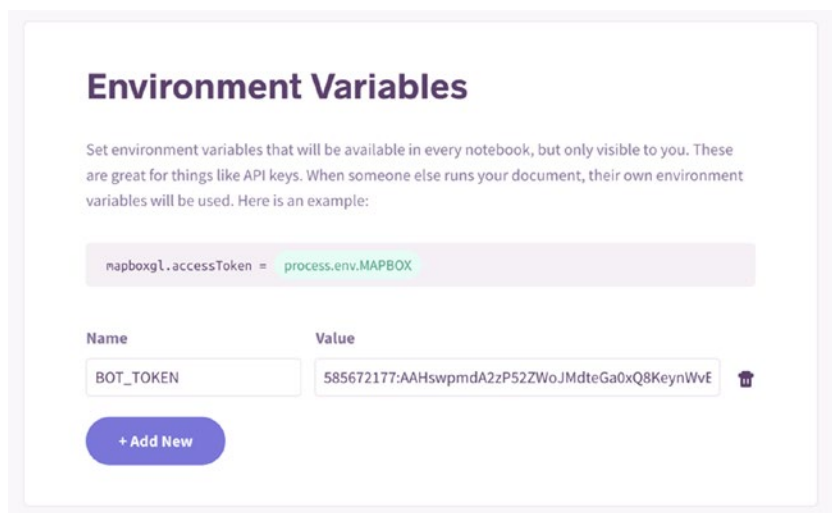 Environment Variables
Set environment variables that will be available in every notebook, but only visible to you. These
are great for things like API keys. When someone else runs your document, their own environment
variables will be used. Here is an example:
mapboxgl.accessToken = process.env.MAPBOX
Name Value
BOT_TOKEN 585672177:AAHswpmdA2zP52ZWoJMdteGa0xQ8KeynWvE
+ Add New